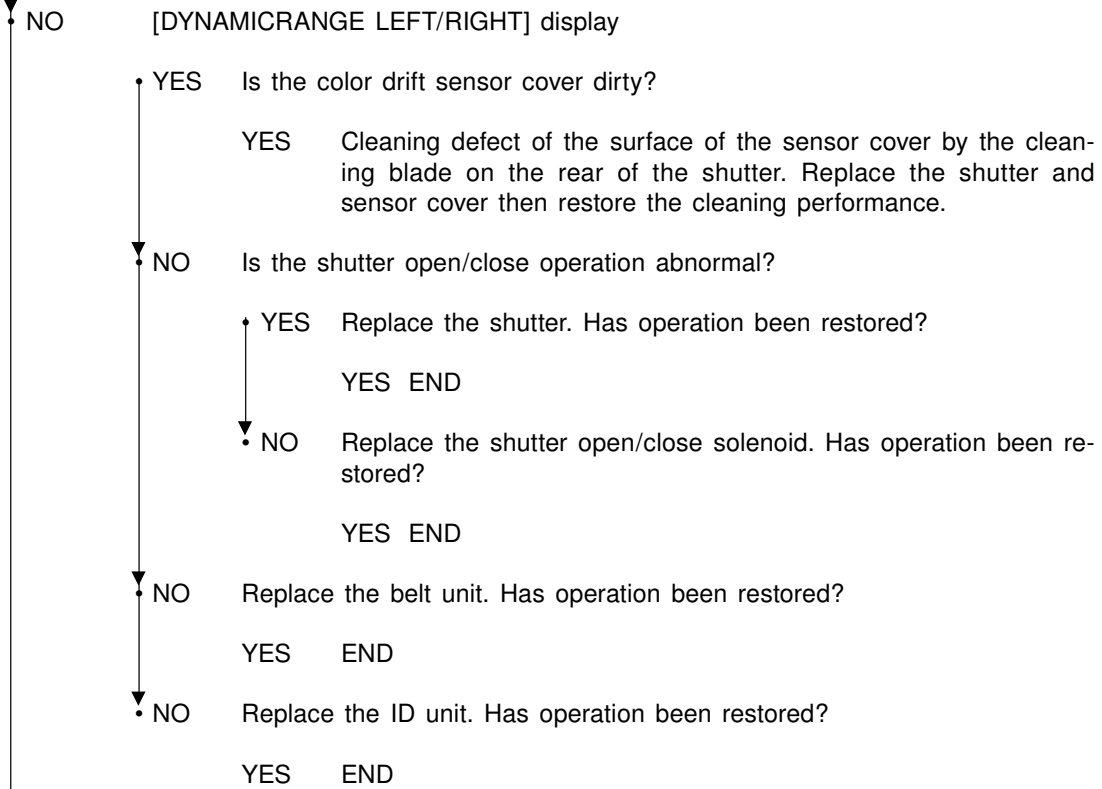 • NO [DYNAMICRANGE LEFT/RIGHT] display
• YES Is the color drift sensor cover dirty?
YES Cleaning defect of the surface of the sensor cover by the clean-
ing blade on the rear of the shutter. Replace the shutter and
sensor cover then restore the cleaning performance.
• NO Is the shutter open/close operation abnormal?
• YES Replace the shutter. Has operation been restored?
YES END
• NO Replace the shutter open/close solenoid. Has operation been re-
stored?
YES END
• NO Replace the belt unit. Has operation been restored?
YES END
• NO Replace the ID unit. Has operation been restored?
YES END